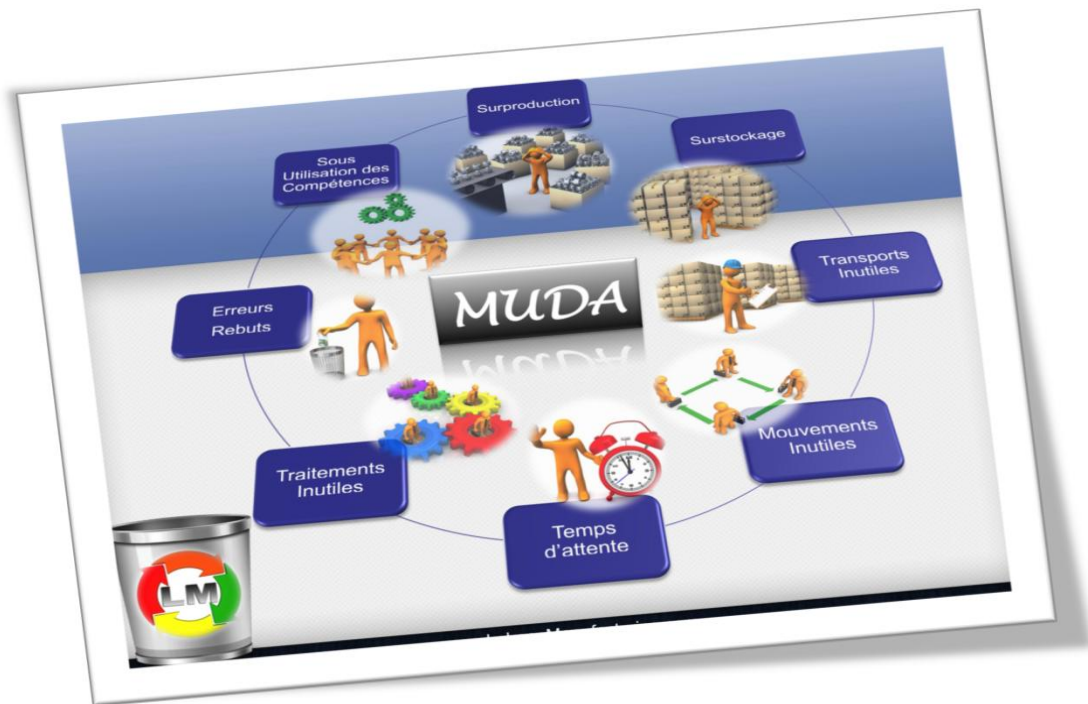 Surproduction
Surstockage
Sous
Utilisation des
Compétences
Transports
Inutiles
MUDA
Erreurs
Rebuts
Mouvements
Inutiles
Traitements
Inutiles
Temps
d'attente
LM